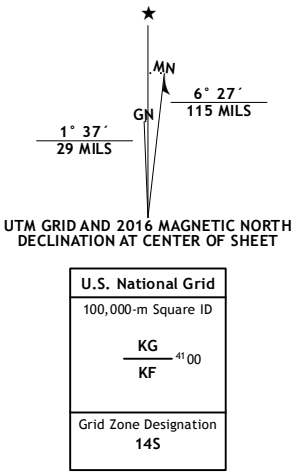 ★
MN
GN
6° 27´
115 MILS
1° 37´
29 MILS
UTM GRID AND 2016 MAGNETIC NORTH
DECLINATION AT CENTER OF SHEET
U.S. National Grid
100,000-m Square ID
KG
4100
KF
Grid Zone Designation
14S